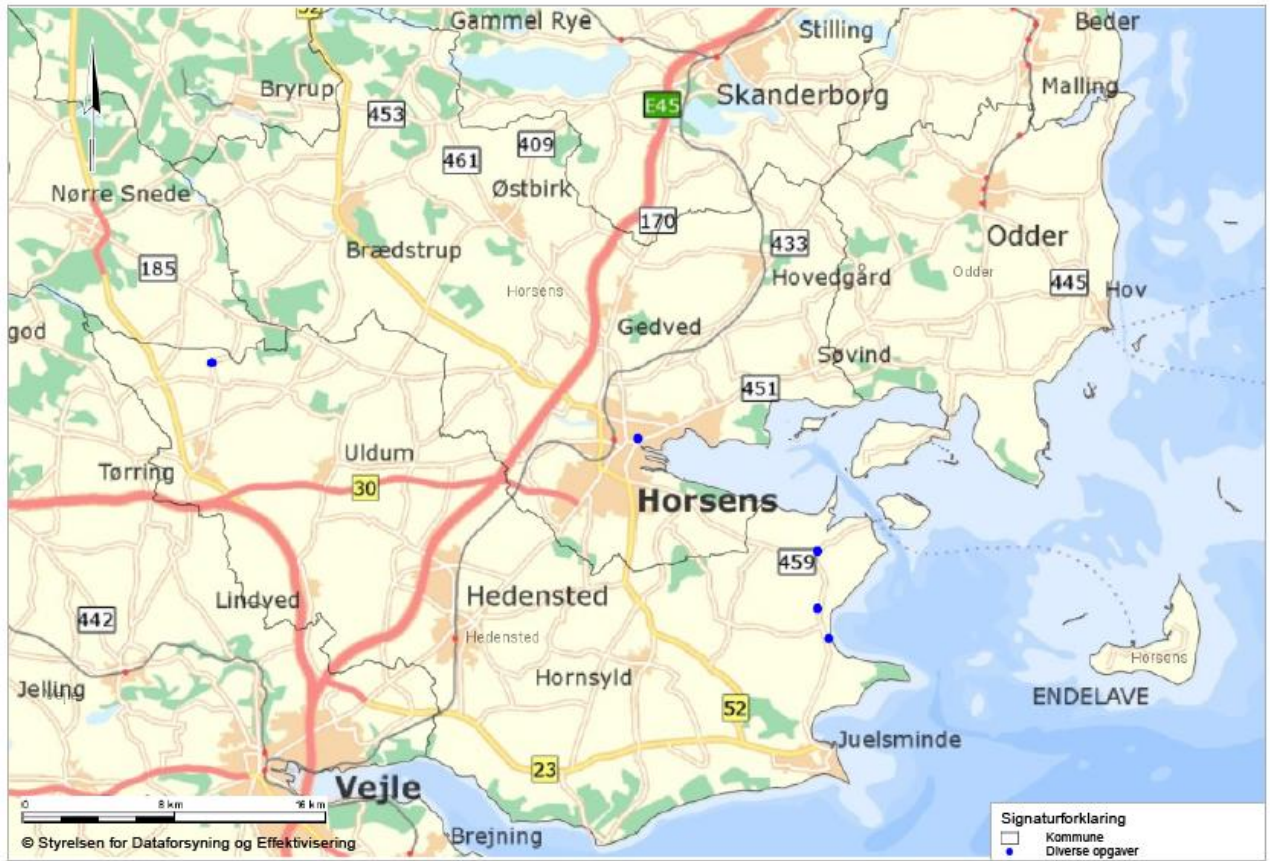 52
Gammel Rye
Stilling
Beder
Bryrup
453
E45
Skanderborg
Malling
461
409
Østbirk
Nørre Snede
170
Brædstrup
433
Odder
185
Horsens
Hovedgård
Odder
445
Hov
god
Gedved
Søvind
451
Uldum
Tørring
30
Horsens
459
Lindved
Hedensted
442
Hedensted
Horsens
Jelling
Hornsyld
ENDELAVE
52
Juelsminde
23
Vejle
0 8 km 16 km
Brejning
© Styrelsen for Dataforsyning og Effektivisering
Signaturforklaring
Kommune
Diverse opgaver